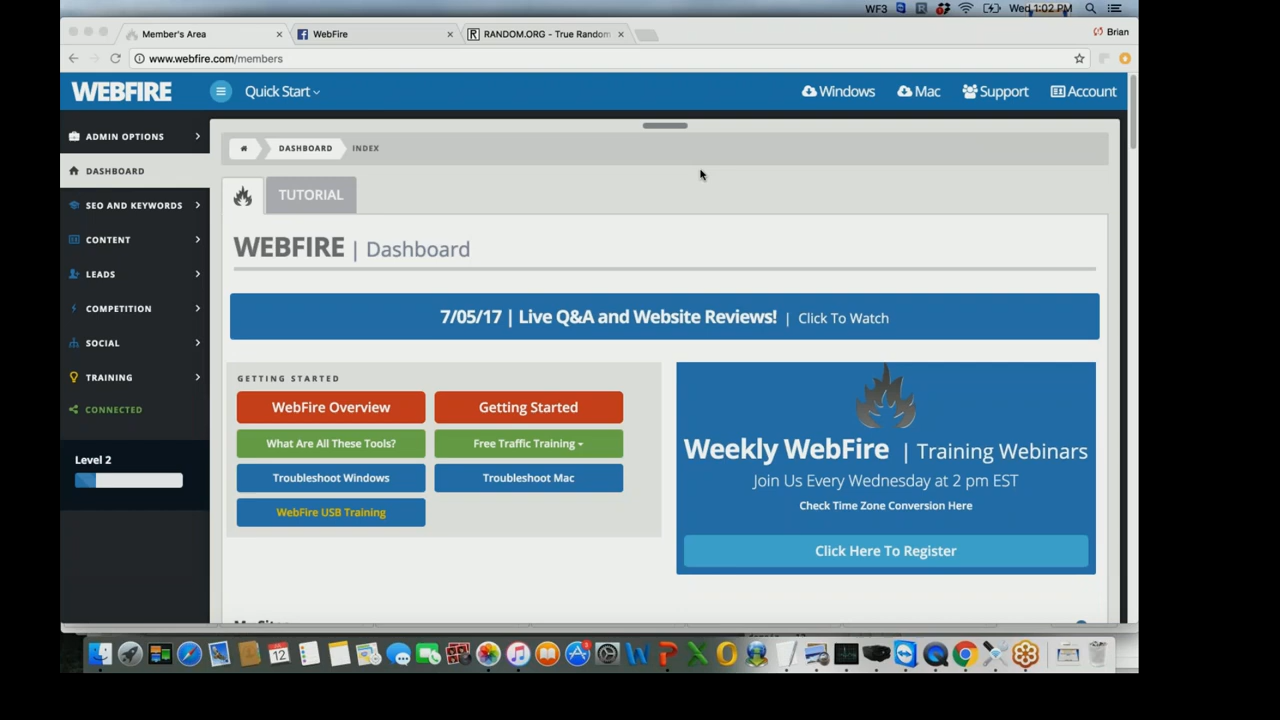 WF3 Wed 1:02 PM
Member's Area WebFire RANDOM.ORG - True Random Brian
www.webfire.com/members
WEBFIRE Quick Start Windows Mac Support Account
ADMIN OPTIONS
DASHBOARD
SEO AND KEYWORDS
CONTENT
LEADS
COMPETITION
SOCIAL
TRAINING
CONNECTED
Level 2
DASHBOARD INDEX
TUTORIAL
WEBFIRE | Dashboard
7/05/17 | Live Q&A and Website Reviews! | Click To Watch
GETTING STARTED
WebFire Overview Getting Started
What Are All These Tools? Free Traffic Training
Troubleshoot Windows Troubleshoot Mac
WebFire USB Training
Weekly WebFire | Training Webinars
Join Us Every Wednesday at 2 pm EST
Check Time Zone Conversion Here
Click Here To Register
12